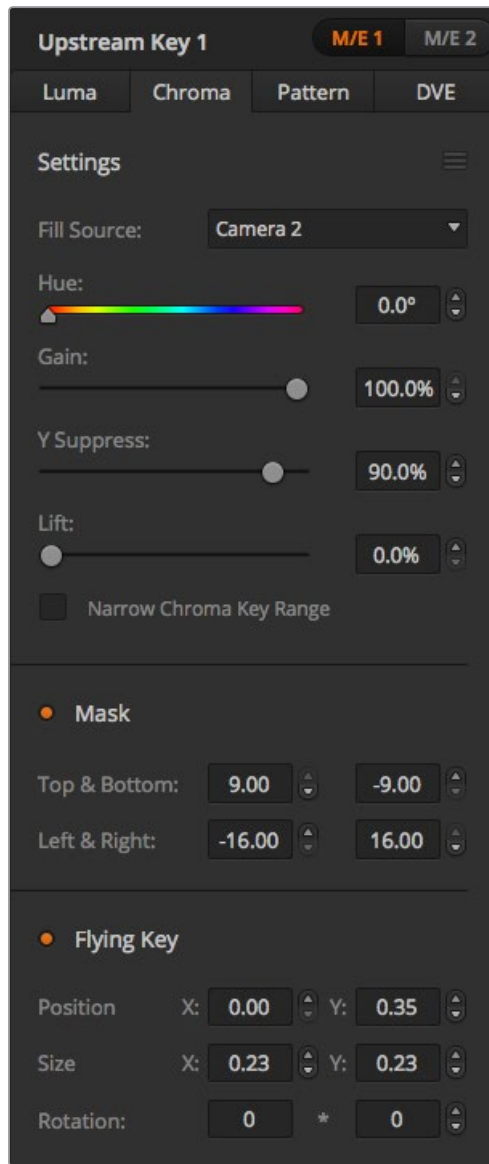 Upstream Key 1 M/E 1 M/E 2
Luma Chroma Pattern DVE
Settings
Fill Source: Camera 2
Hue:
0.0º
Gain:
100.0%
Y Suppress:
90.0%
Lift:
0.0%
Narrow Chroma Key Range
Mask
Top & Bottom: 9.00 -9.00
Left & Right: -16.00 16.00
Flying Key
Position X: 0.00 Y: 0.35
Size X: 0.23 Y: 0.23
Rotation: 0 * 0